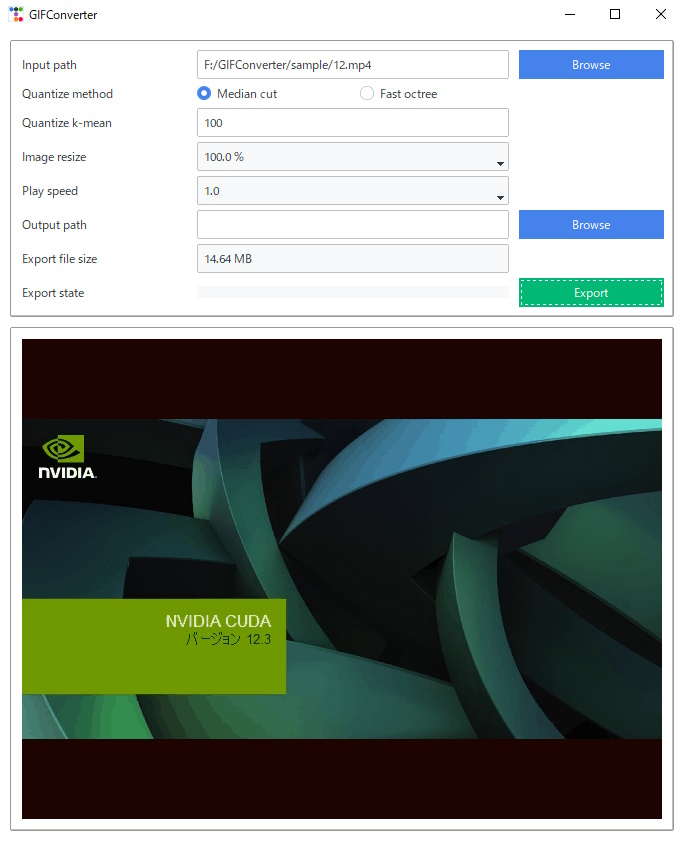 GIFConverter
Input path F:/GIFConverter/sample/12.mp4 Browse
Quantize method Median cut Fast octree
Quantize k-mean 100
Image resize 100.0 %
Play speed 1.0
Output path Browse
Export file size 14.64 MB
Export state Export
NVIDIA.
NVIDIA CUDA
バージョン 12.3